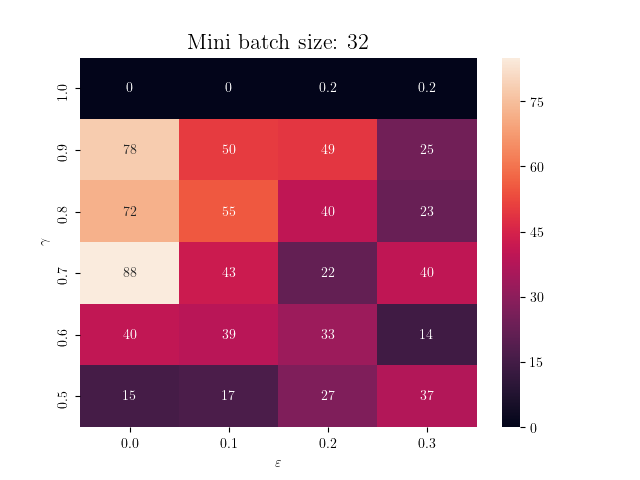 Mini batch size: 32
1.0 0 0 0.2 0.2
0.9 78 50 49 25
0.8 72 55 40 23
0.7 88 43 22 40
0.6 40 39 33 14
0.5 15 17 27 37
γ
0.0 0.1 0.2 0.3
ε
75
60
45
30
15
0